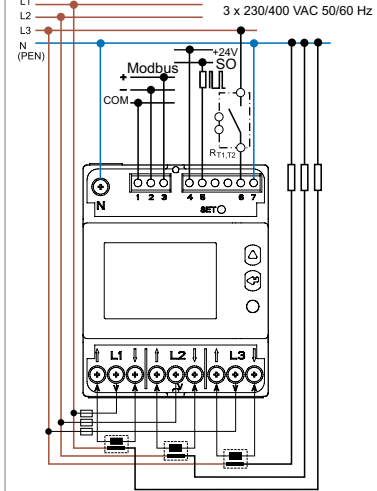 L1
3 x 230/400 VAC 50/60 Hz
L2
L3
N
(PEN)
+24V
SO
Modbus
+
−
COM
RT1,T2
N
1 2 3 4 5 6 7
SET
L1 L2 L3